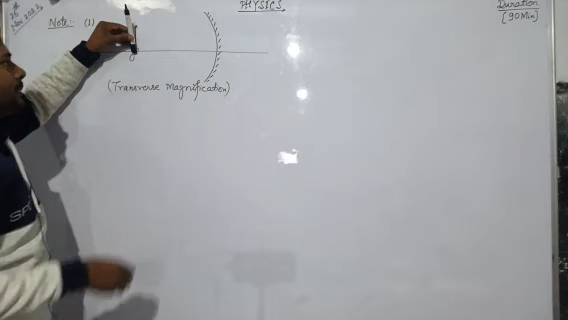 PHYSICS
Duration
[90 Min]
Note:- (1)
(Transverse Magnification)